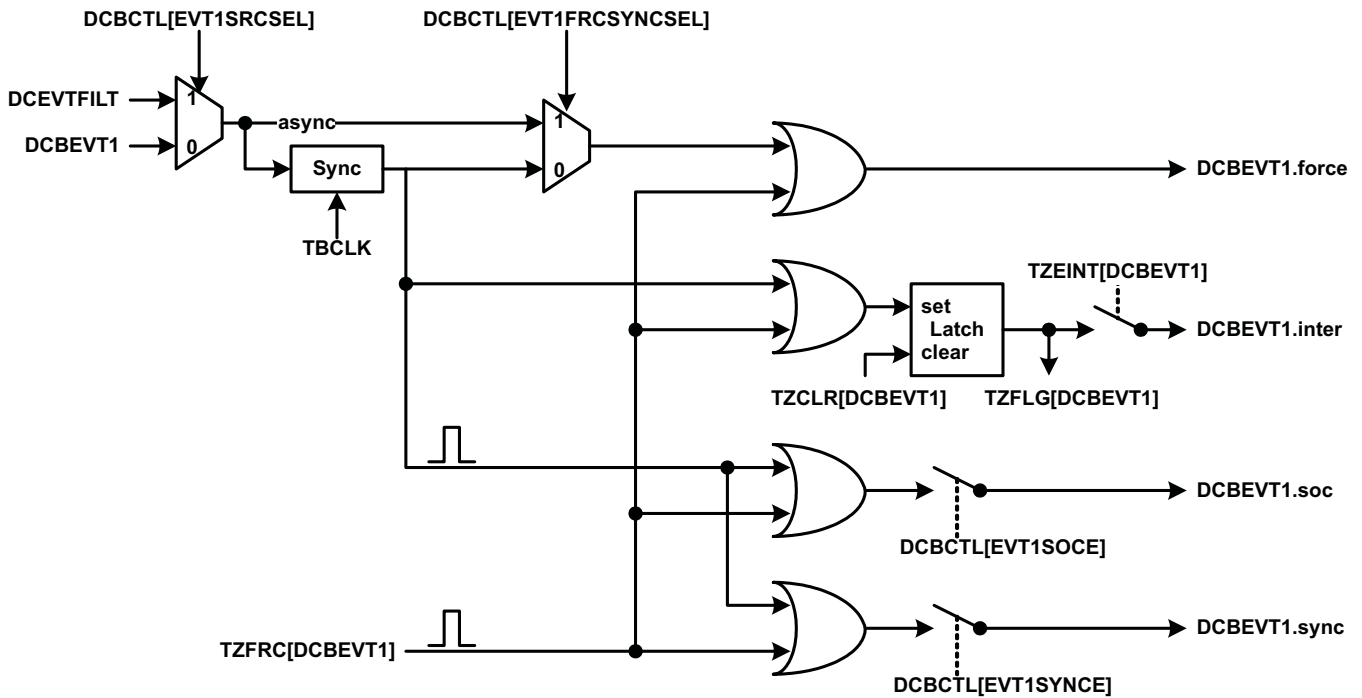 DCBCTL[EVT1SRCSEL]
DCBCTL[EVT1FRCSYNCSEL]
DCEVTFILT
1
async
1
DCBEVT1
0
Sync
0
DCBEVT1.force
TBCLK
TZEINT[DCBEVT1]
set
Latch
clear
DCBEVT1.inter
TZCLR[DCBEVT1]
TZFLG[DCBEVT1]
DCBEVT1.soc
DCBCTL[EVT1SOCE]
DCBEVT1.sync
TZFRC[DCBEVT1]
DCBCTL[EVT1SYNCE]